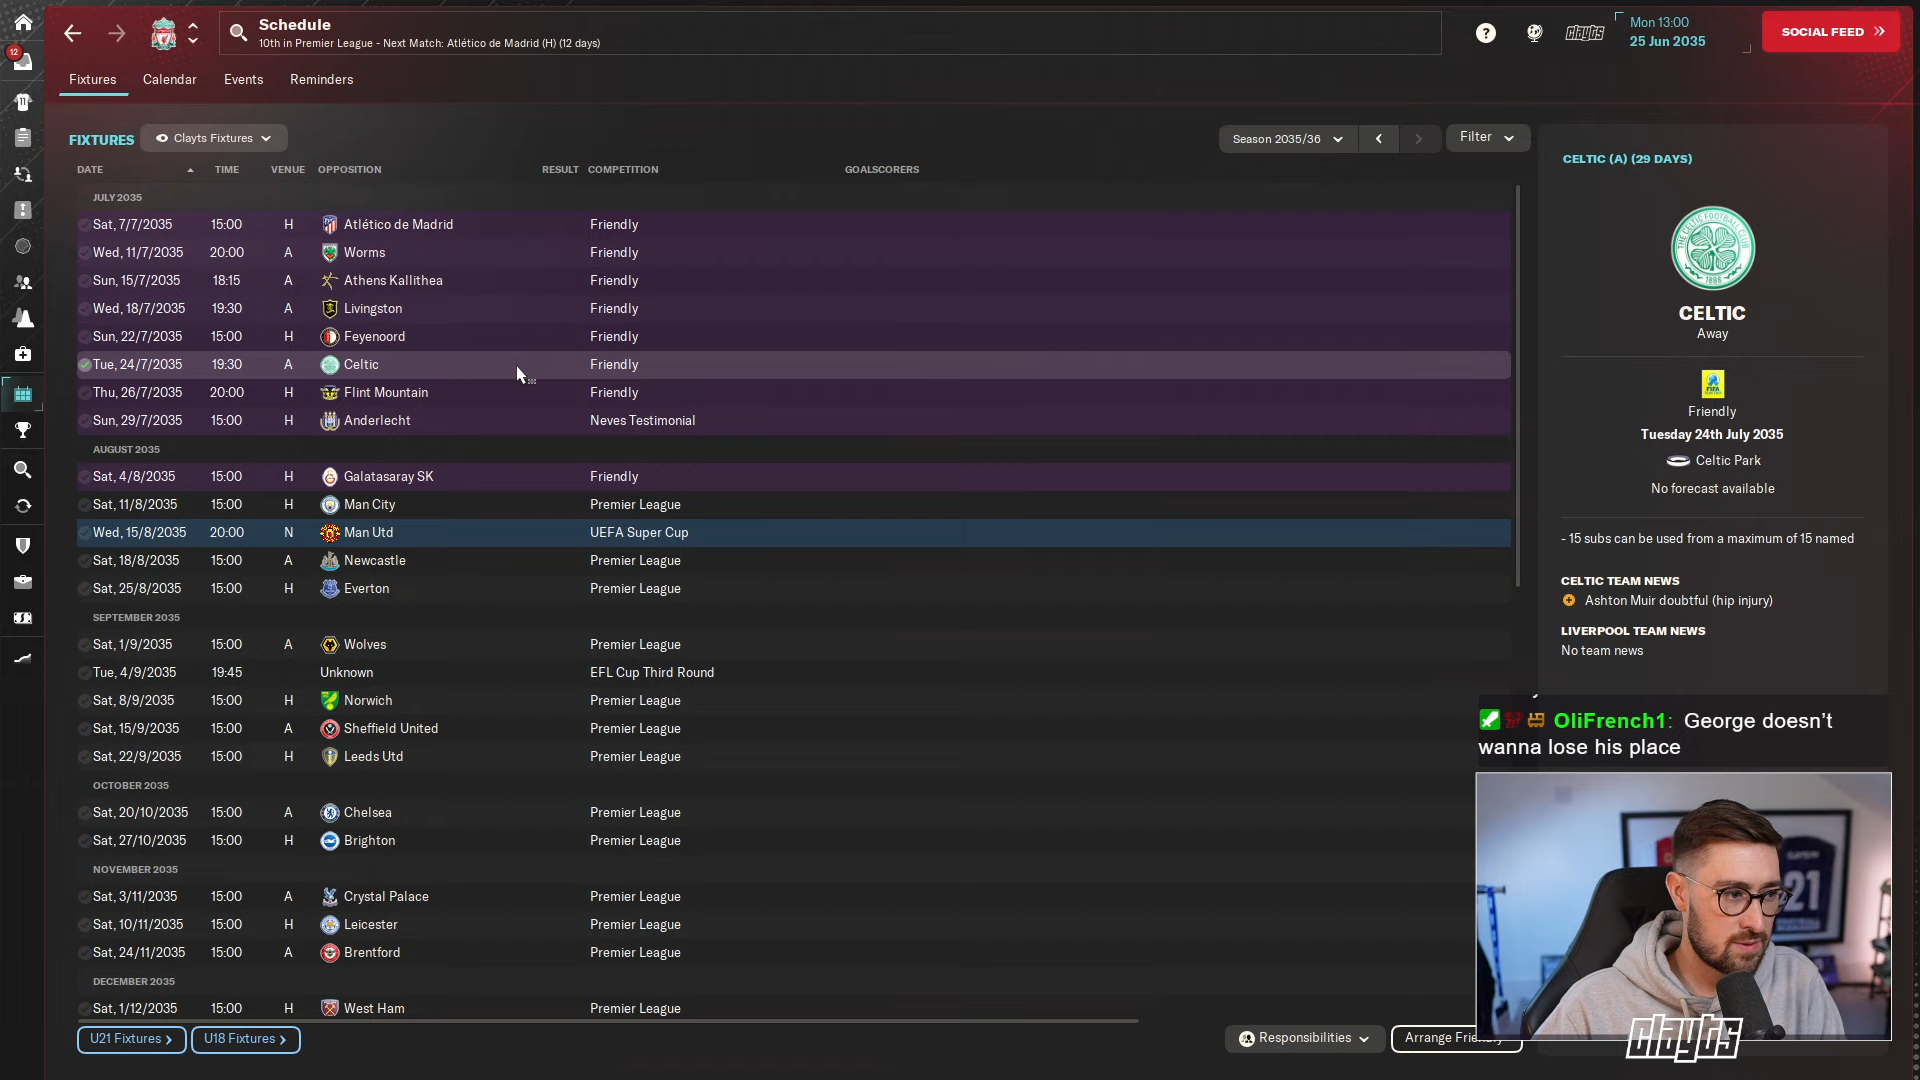 Schedule
10th in Premier League - Next Match: Atlético de Madrid (H) (12 days)
12
clayts
Mon 13:00
25 Jun 2035
SOCIAL FEED
Fixtures Calendar Events Reminders
FIXTURES Clayts Fixtures Season 2035/36 Filter
DATE TIME VENUE OPPOSITION RESULT COMPETITION GOALSCORERS
JULY 2035
Sat, 7/7/2035 15:00 H Atlético de Madrid Friendly
Wed, 11/7/2035 20:00 A Worms Friendly
Sun, 15/7/2035 18:15 A Athens Kallithea Friendly
Wed, 18/7/2035 19:30 A Livingston Friendly
Sun, 22/7/2035 15:00 H Feyenoord Friendly
Tue, 24/7/2035 19:30 A Celtic Friendly
Thu, 26/7/2035 20:00 H Flint Mountain Friendly
Sun, 29/7/2035 15:00 H Anderlecht Neves Testimonial
AUGUST 2035
Sat, 4/8/2035 15:00 H Galatasaray SK Friendly
Sat, 11/8/2035 15:00 H Man City Premier League
Wed, 15/8/2035 20:00 N Man Utd UEFA Super Cup
Sat, 18/8/2035 15:00 A Newcastle Premier League
Sat, 25/8/2035 15:00 H Everton Premier League
SEPTEMBER 2035
Sat, 1/9/2035 15:00 A Wolves Premier League
Tue, 4/9/2035 19:45 Unknown EFL Cup Third Round
Sat, 8/9/2035 15:00 H Norwich Premier League
Sat, 15/9/2035 15:00 A Sheffield United Premier League
Sat, 22/9/2035 15:00 H Leeds Utd Premier League
OCTOBER 2035
Sat, 20/10/2035 15:00 A Chelsea Premier League
Sat, 27/10/2035 15:00 H Brighton Premier League
NOVEMBER 2035
Sat, 3/11/2035 15:00 A Crystal Palace Premier League
Sat, 10/11/2035 15:00 H Leicester Premier League
Sat, 24/11/2035 15:00 A Brentford Premier League
DECEMBER 2035
Sat, 1/12/2035 15:00 H West Ham Premier League
U21 Fixtures U18 Fixtures Responsibilities Arrange Friendly
CELTIC (A) (29 DAYS)
THE CELTIC FOOTBALL CLUB
1888
CELTIC
Away
FIFA
Friendly
Tuesday 24th July 2035
Celtic Park
No forecast available
- 15 subs can be used from a maximum of 15 named
CELTIC TEAM NEWS
Ashton Muir doubtful (hip injury)
LIVERPOOL TEAM NEWS
No team news
OliFrench1: George doesn't
wanna lose his place
21
clayts